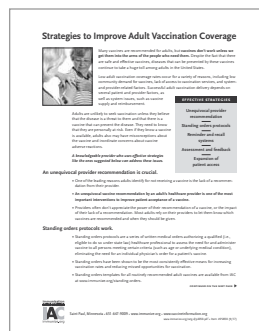 Strategies to Improve Adult Vaccination Coverage
Many vaccines are recommended for adults, but vaccines don't work unless we
get them into the arms of the people who need them. Despite the fact that there
are safe and effective vaccines, diseases that can be prevented by these vaccines
continue to take a huge toll among adults in the United States.
Low adult vaccination coverage rates occur for a variety of reasons, including low
community demand for vaccines, lack of access to vaccination services, and system-
and provider-related factors. Successful adult vaccination delivery depends on
several patient and provider factors, as
well as system issues, such as vaccine
supply and reimbursement.
Adults are unlikely to seek vaccination unless they believe
that the disease is a threat to them and that there is a
vaccine that can prevent the disease. They need to know
that they are personally at risk. Even if they know a vaccine
is available, adults also may have misperceptions about
the vaccine and inordinate concerns about vaccine
adverse reactions.
A knowledgeable provider who uses effective strategies
like the ones suggested below can address these issues.
EFFECTIVE STRATEGIES
Unequivocal provider
recommendation
Standing orders protocols
Reminder and recall
systems
Assessment and feedback
Expansion of
patient access
An unequivocal provider recommendation is crucial.
• One of the leading reasons adults identify for not receiving a vaccine is the lack of a recommen-
dation from their provider.
• An unequivocal vaccine recommendation by an adult's healthcare provider is one of the most
important interventions to improve patient acceptance of a vaccine.
• Providers often don't appreciate the power of their recommendation of a vaccine, or the impact
of their lack of a recommendation. Most adults rely on their providers to let them know which
vaccines are recommended and when they should be given.
Standing orders protocols work.
• Standing orders protocols are a series of written medical orders authorizing a qualified (i.e.,
eligible to do so under state law) healthcare professional to assess the need for and administer
vaccine to all persons meeting certain criteria (such as age or underlying medical condition),
eliminating the need for an individual physician's order for a patient's vaccine.
• Standing orders have been shown to be the most consistently effective means for increasing
vaccination rates and reducing missed opportunities for vaccination.
• Standing orders templates for all routinely recommended adult vaccines are available from IAC
at www.immunize.org/standing-orders.
IAC
Saint Paul, Minnesota • 651-647-9009 • www.immunize.org • www.vaccineinformation.org